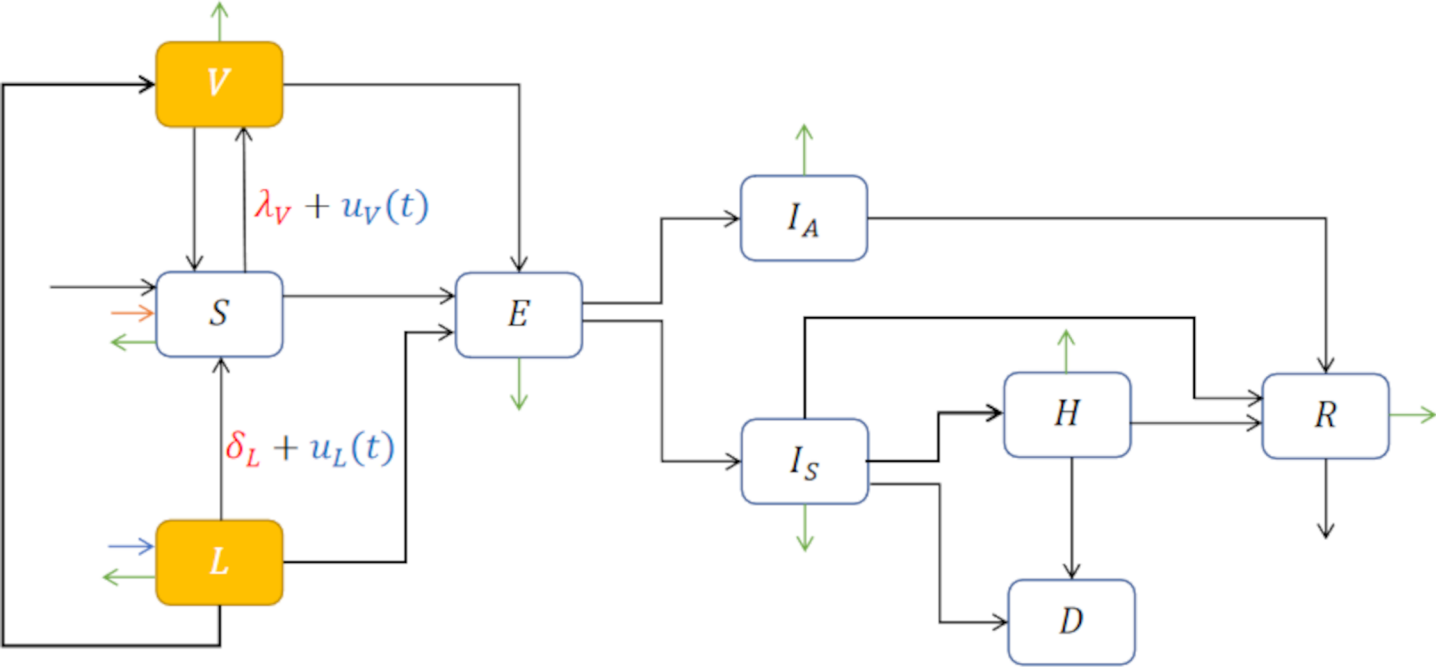 V
λ_V + u_V(t)
I_A
S
E
H
R
δ_L + u_L(t)
I_S
L
D